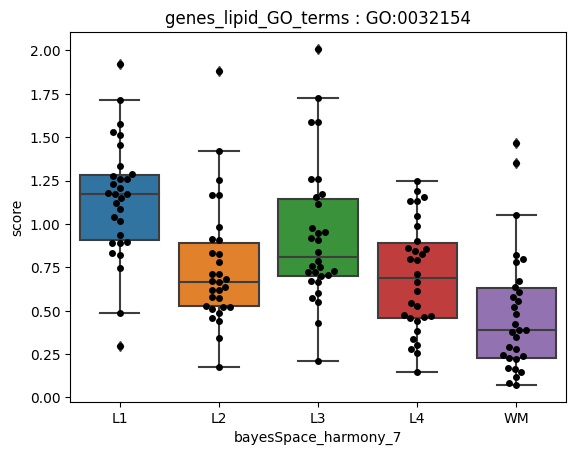 genes_lipid_GO_terms : GO:0032154
2.00
1.75
1.50
1.25
1.00
0.75
0.50
0.25
0.00
score
L1 L2 L3 L4 WM
bayesSpace_harmony_7